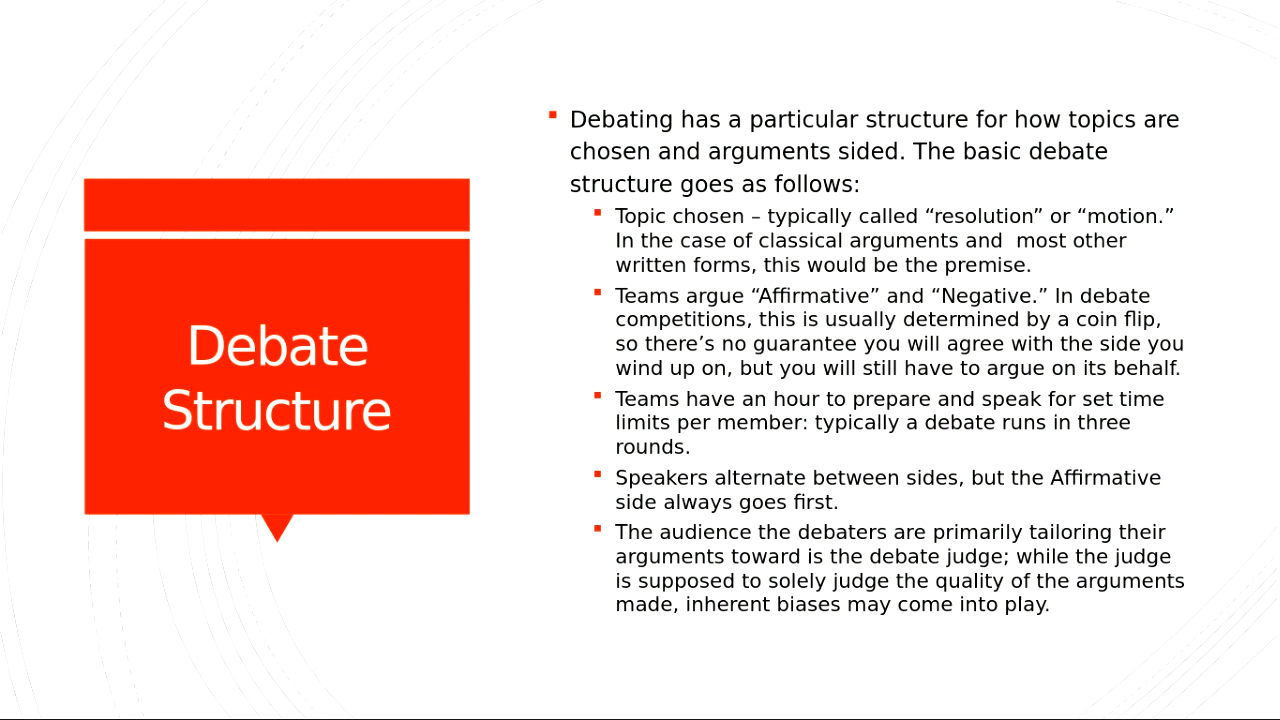 Debate
Structure
Debating has a particular structure for how topics are
chosen and arguments sided. The basic debate
structure goes as follows:
Topic chosen – typically called “resolution” or “motion.”
In the case of classical arguments and  most other
written forms, this would be the premise.
Teams argue “Affirmative” and “Negative.” In debate
competitions, this is usually determined by a coin flip,
so there’s no guarantee you will agree with the side you
wind up on, but you will still have to argue on its behalf.
Teams have an hour to prepare and speak for set time
limits per member: typically a debate runs in three
rounds.
Speakers alternate between sides, but the Affirmative
side always goes first.
The audience the debaters are primarily tailoring their
arguments toward is the debate judge; while the judge
is supposed to solely judge the quality of the arguments
made, inherent biases may come into play.